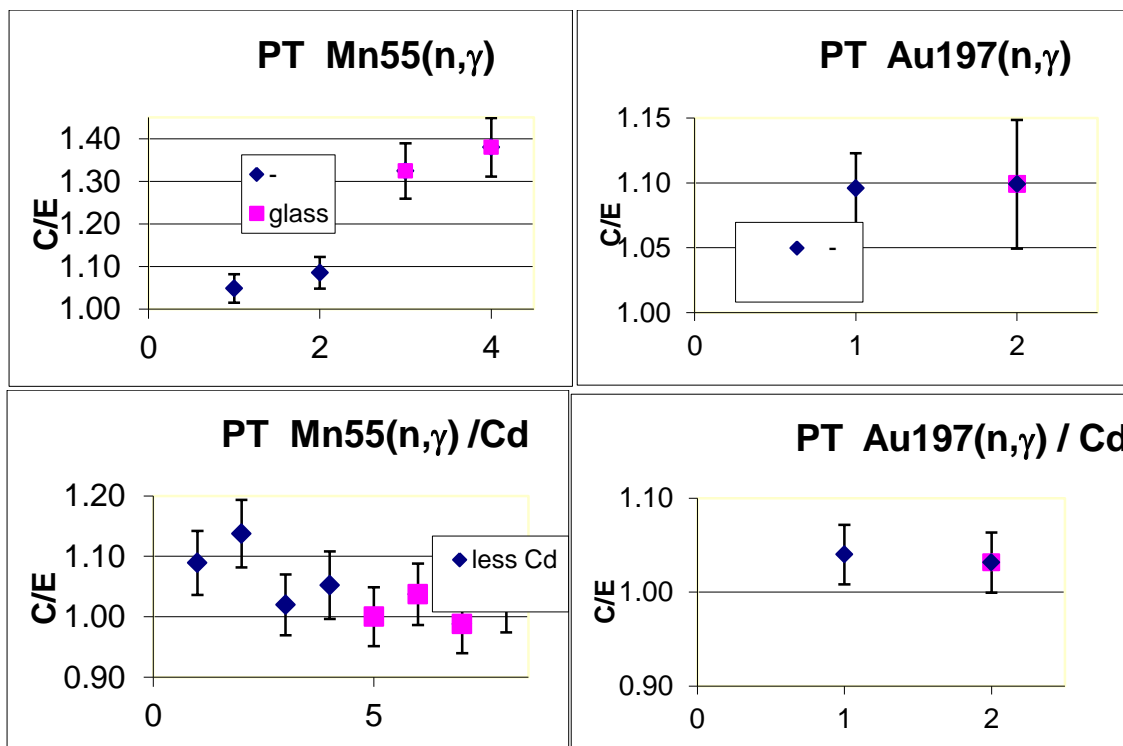 PT Mn55(n,γ)
C/E
1.40
1.30
1.20
1.10
1.00
0
2
4
-
glass
PT Au197(n,γ)
C/E
1.15
1.10
1.05
1.00
0
1
2
-
PT Mn55(n,γ) /Cd
C/E
1.20
1.10
1.00
0.90
0
5
less Cd
PT Au197(n,γ) / Cd
C/E
1.10
1.00
0.90
0
1
2